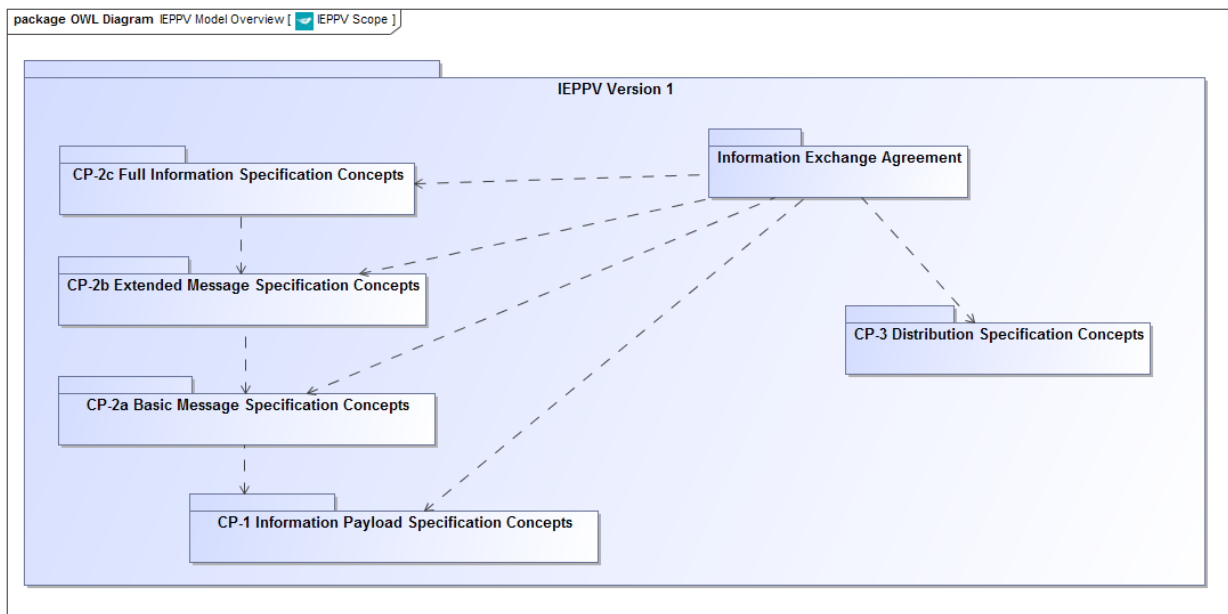 package OWL Diagram IEPPV Model Overview [ IEPPV Scope ]
IEPPV Version 1
CP-2c Full Information Specification Concepts
Information Exchange Agreement
CP-2b Extended Message Specification Concepts
CP-3 Distribution Specification Concepts
CP-2a Basic Message Specification Concepts
CP-1 Information Payload Specification Concepts